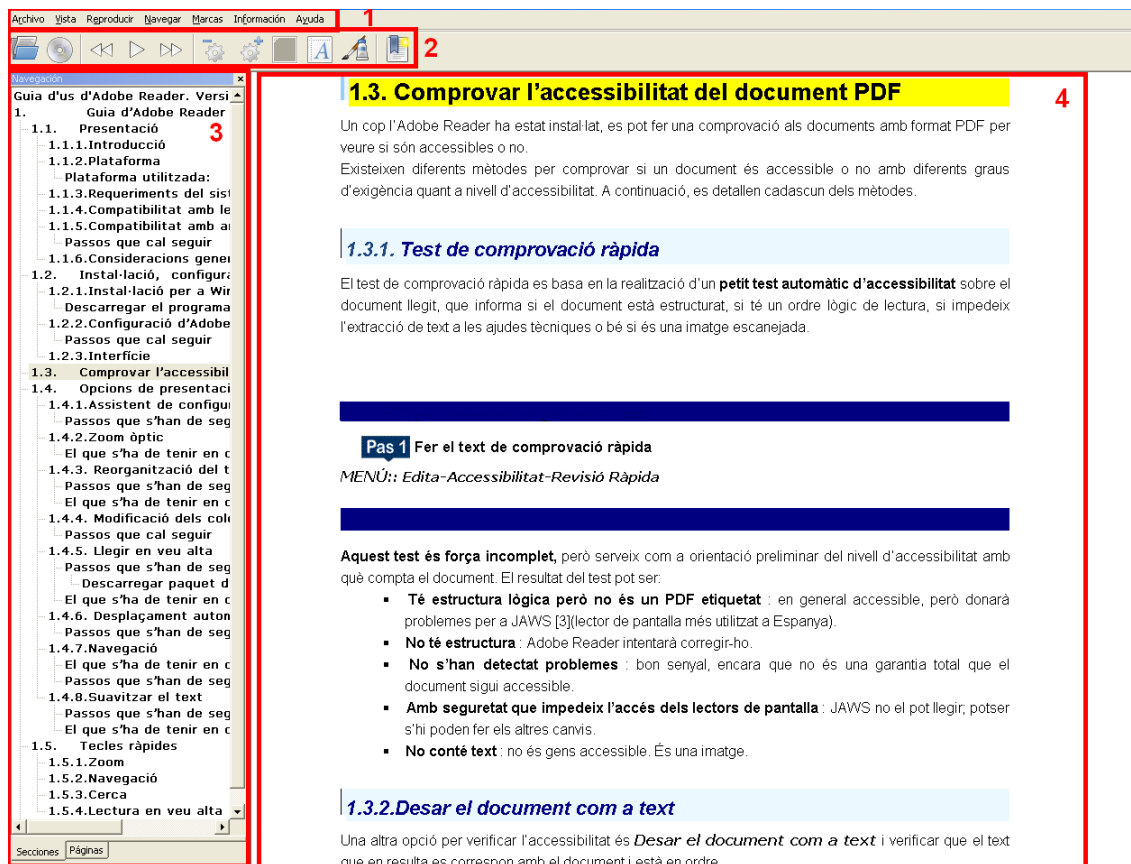 Archivo Vista Reproducir Navegar Marcas Información Ayuda
1
2
Navegación
Guia d'us d'Adobe Reader. Versi
1. Guia d'Adobe Reader
1.1. Presentació
3
1.1.1.Introducció
1.1.2.Plataforma
Plataforma utilitzada:
1.1.3.Requeriments del sist
1.1.4.Compatibilitat amb le
1.1.5.Compatibilitat amb
Passos que cal seguir
1.1.6.Consideracions gener
1.2. Instal·lació, configura
1.2.1.Instal·lació per a Wir
Descarregar el programa
1.2.2.Configuració d'Adobe
Passos que cal seguir
1.2.3.Interfície
1.3. Comprovar l'accessibil
1.4. Opcions de presentaci
1.4.1.Assistent de configu
Passos que s'han de seg
1.4.2.Zoom òptic
El que s'ha de tenir en c
1.4.3. Reorganització del t
Passos que s'han de seg
El que s'ha de tenir en c
1.4.4. Modificació dels colo
Passos que cal seguir
1.4.5. Llegir en veu alta
Passos que s'han de seg
Descarregar paquet d
El que s'ha de tenir en c
1.4.6. Desplaçament auton
Passos que s'han de seg
1.4.7.Navegació
El que s'ha de tenir en c
Passos que s'han de seg
1.4.8.Suavitzar el text
Passos que s'han de seg
El que s'ha de tenir en c
1.5. Tecles ràpides
1.5.1.Zoom
1.5.2.Navegació
1.5.3.Cerca
1.5.4.Lectura en veu alta
Secciones Páginas
1.3. Comprovar l'accessibilitat del document PDF
4
Un cop l'Adobe Reader ha estat instal·lat, es pot fer una comprovació als documents amb format PDF per
veure si són accessibles o no.
Existeixen diferents mètodes per comprovar si un document és accessible o no amb diferents graus
d'exigència quant a nivell d'accessibilitat. A continuació, es detallen cadascun dels mètodes.
1.3.1. Test de comprovació ràpida
El test de comprovació ràpida es basa en la realització d'un petit test automàtic d'accessibilitat sobre el
document llegit, que informa si el document està estructurat, si té un ordre lògic de lectura, si impedeix
l'extracció de text a les ajudes tècniques o bé si és una imatge escanejada.
Pas 1 Fer el text de comprovació ràpida
MENÚ:: Edita-Accessibilitat-Revisió Ràpida
Aquest test és força incomplet, però serveix com a orientació preliminar del nivell d'accessibilitat amb
què compta el document. El resultat del test pot ser:
▪ Té estructura lògica però no és un PDF etiquetat : en general accessible, però donarà
problemes per a JAWS [3](lector de pantalla més utilitzat a Espanya).
▪ No té estructura : Adobe Reader intentarà corregir-ho.
▪ No s'han detectat problemes : bon senyal, encara que no és una garantia total que el
document sigui accessible.
▪ Amb seguretat que impedeix l'accés dels lectors de pantalla : JAWS no el pot llegir; potser
s'hi poden fer els altres canvis.
▪ No conté text : no és gens accessible. És una imatge.
1.3.2.Desar el document com a text
Una altra opció per verificar l'accessibilitat és Desar el document com a text i verificar que el text
que en resulta es correspon amb el document i està en ordre.